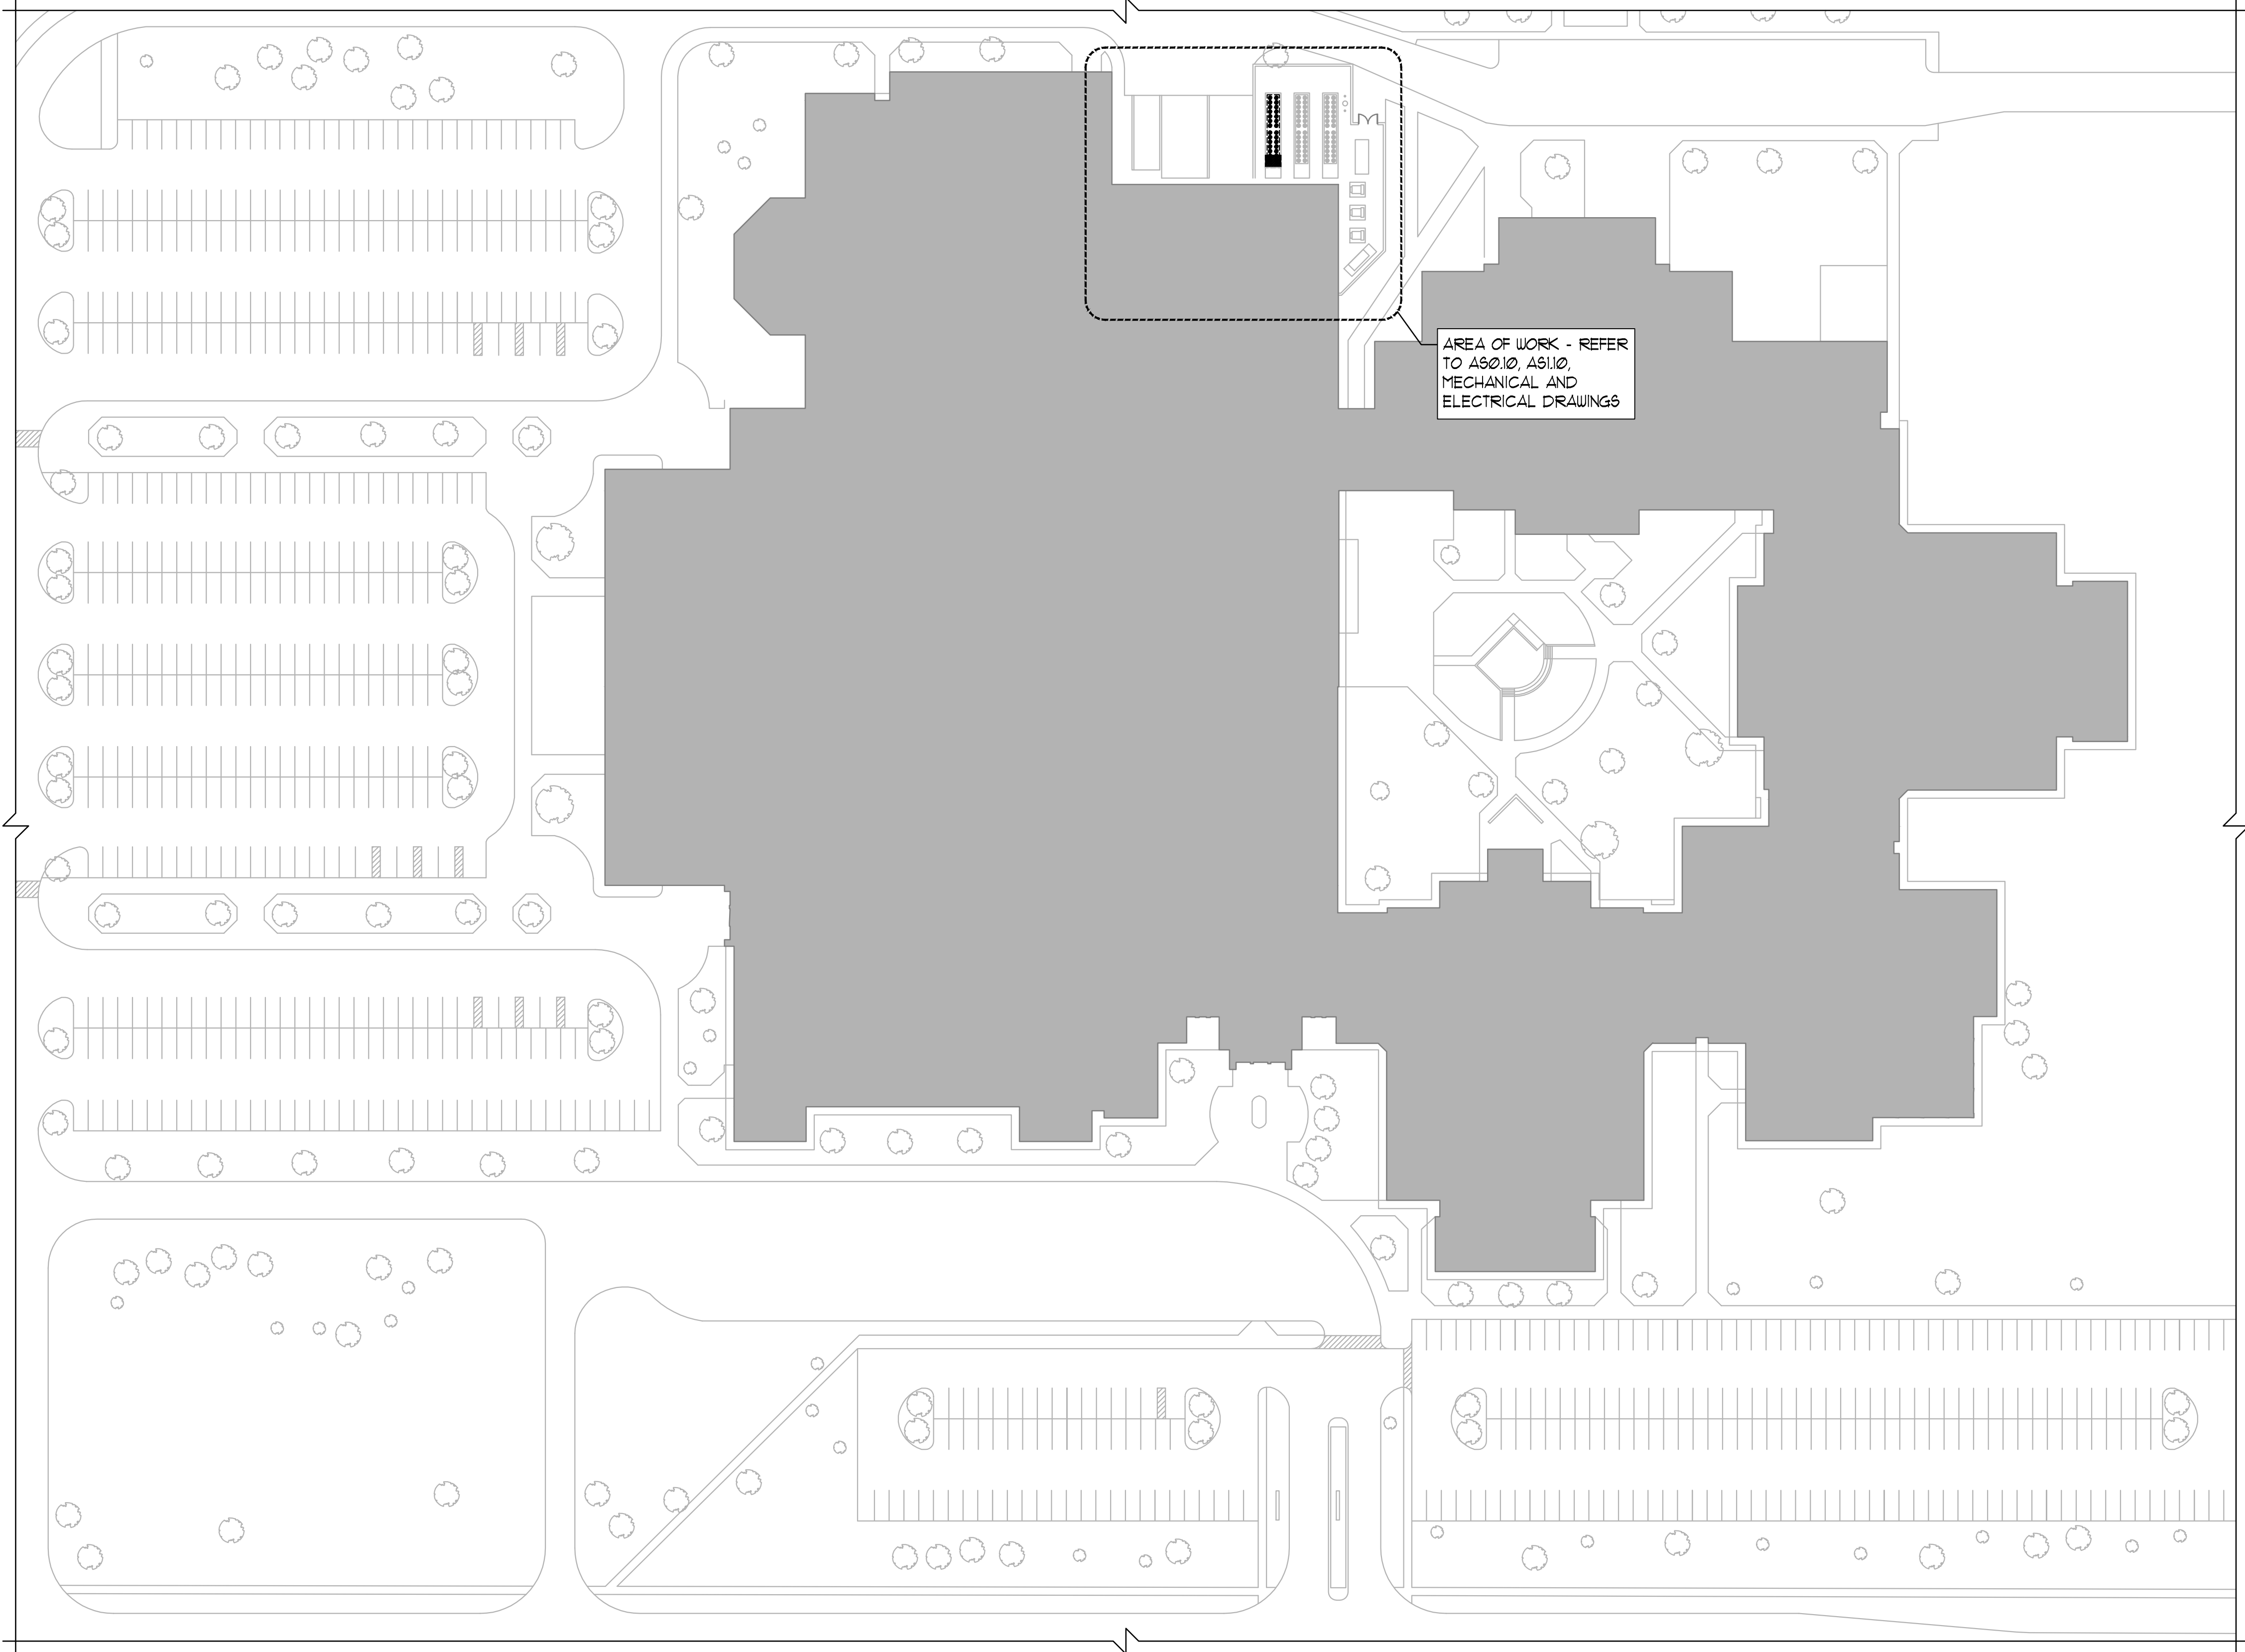 AREA OF WORK - REFER
TO AS0.10, AS1.10,
MECHANICAL AND
ELECTRICAL DRAWINGS